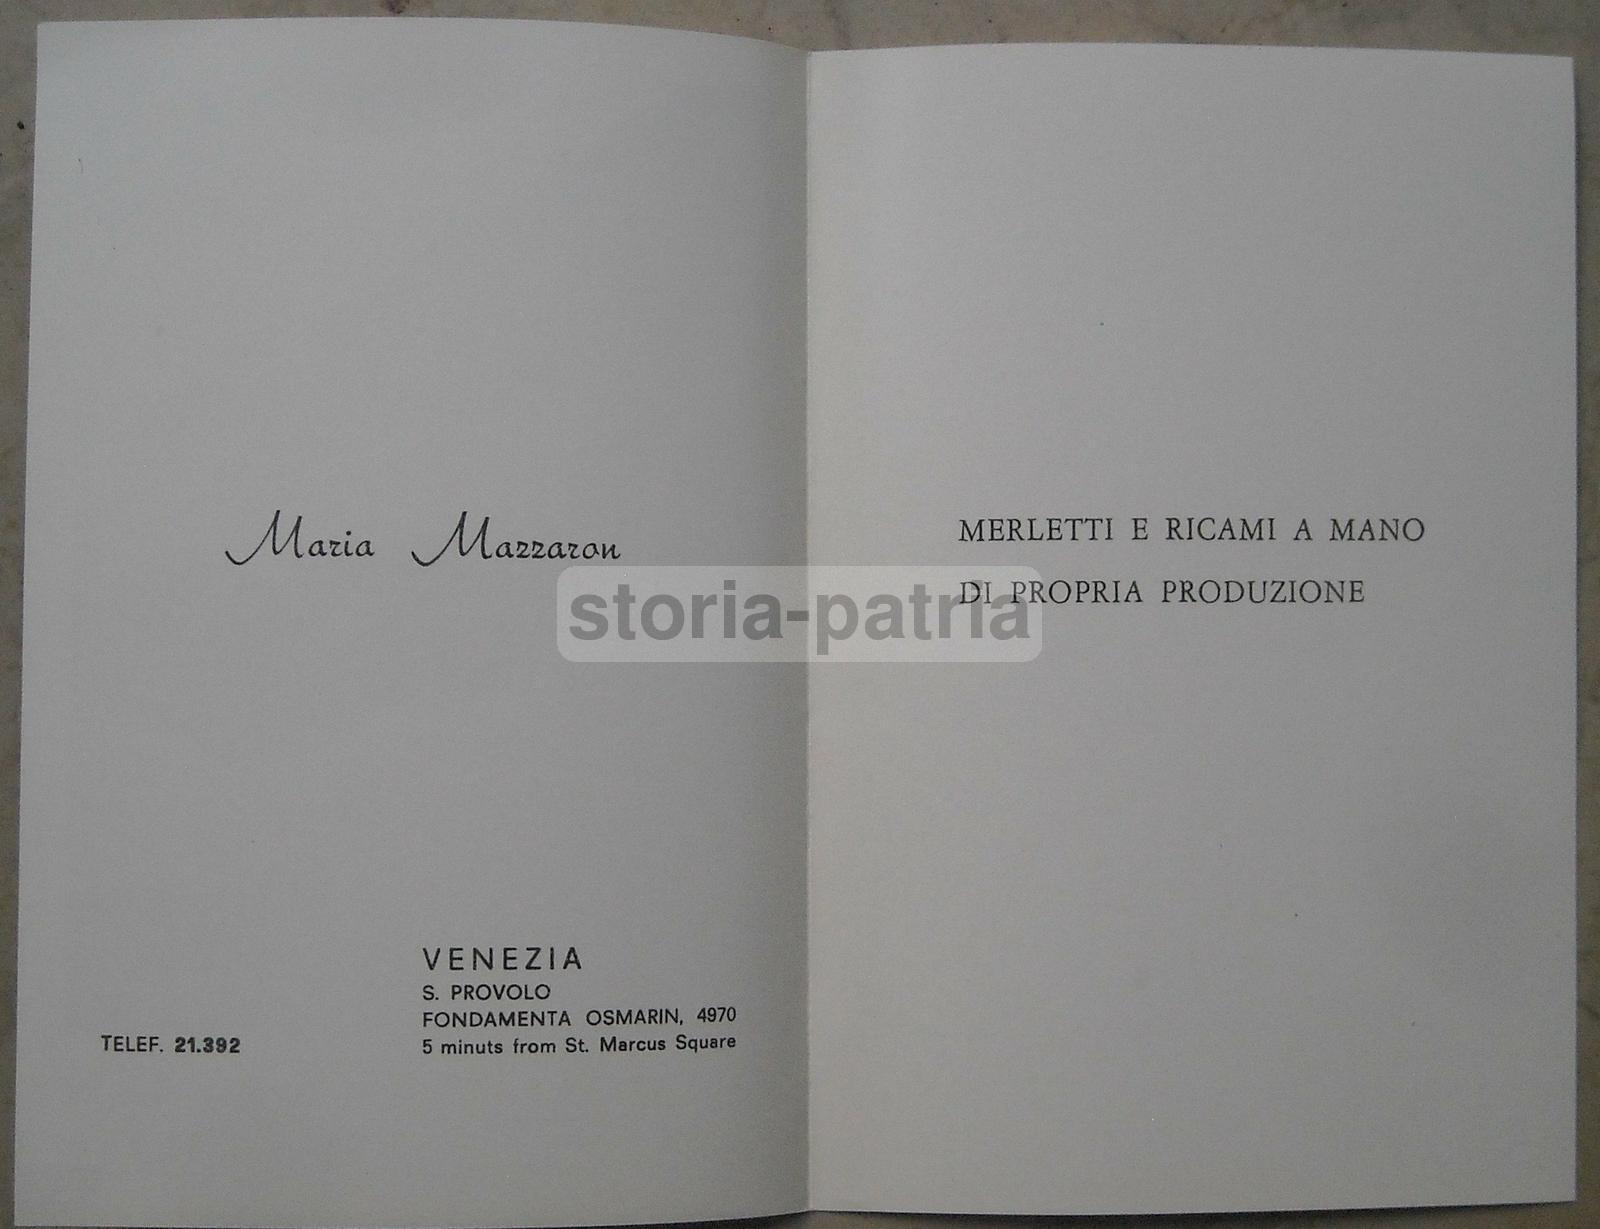 Maria Mazzaron
VENEZIA
S. PROVOLO
FONDAMENTA OSMARIN, 4970
5 minuts from St. Marcus Square
TELEF. 21.392
MERLETTI E RICAMI A MANO
DI PROPRIA PRODUZIONE
storia-patria